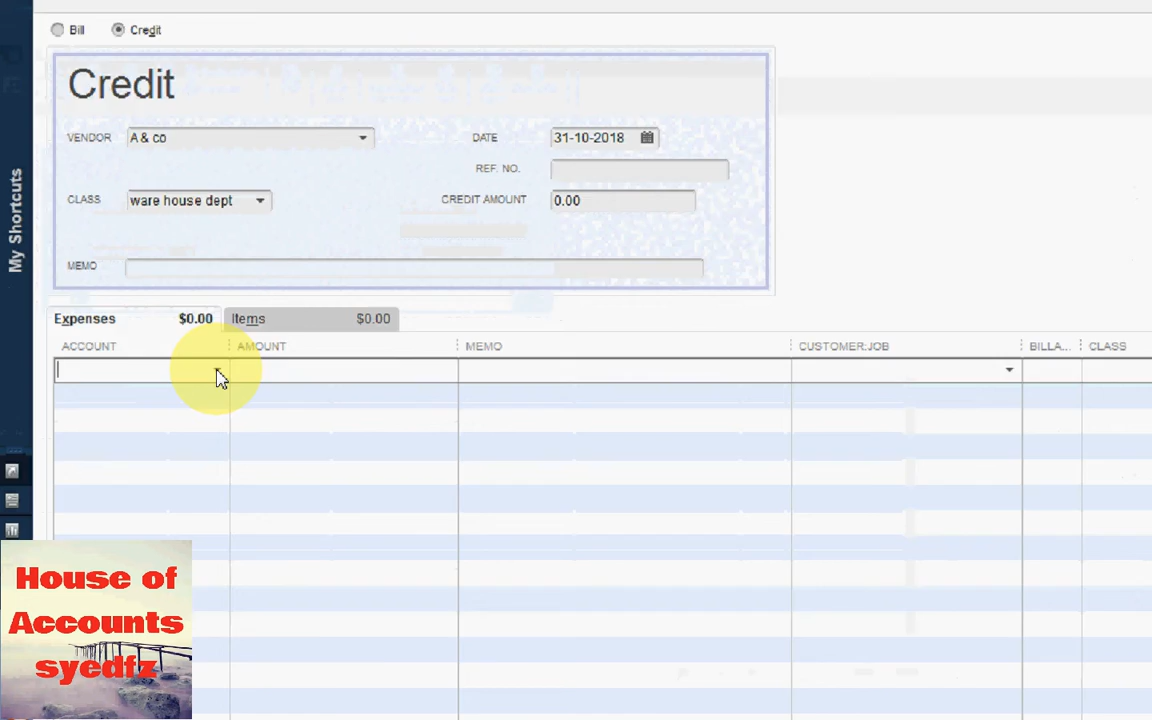 Bill Credit
Credit
VENDOR A & co DATE 31-10-2018
REF. NO.
CLASS ware house dept CREDIT AMOUNT 0.00
MEMO
Expenses $0.00 Items $0.00
ACCOUNT AMOUNT MEMO CUSTOMER:JOB BILLA... CLASS
My Shortcuts
House of
Accounts
syedfz